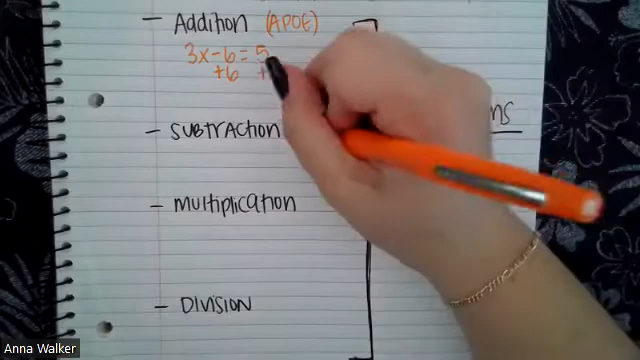 - Addition (APOE)
3x - 6 = 5
+6 +
- SUBTRACTION
- multiplication
- DIVISION
Anna Walker